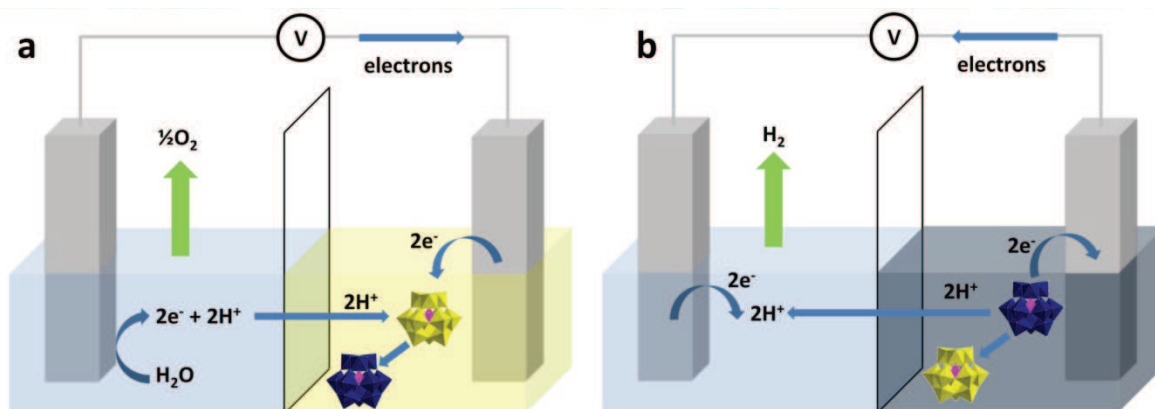 a
V
electrons
½O₂
2e⁻
2H⁺
2e⁻ + 2H⁺
H₂O
b
V
electrons
H₂
2e⁻
2e⁻
2H⁺
2H⁺